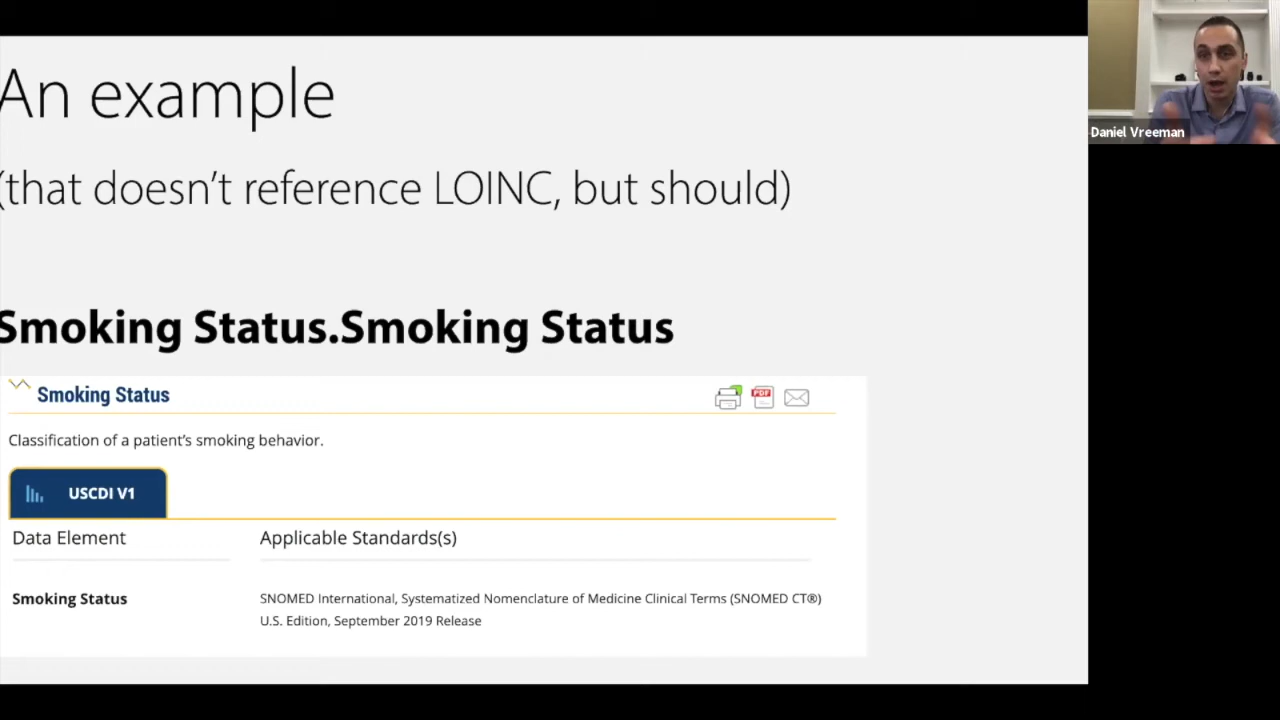 An example
(that doesn't reference LOINC, but should)
Daniel Vreeman
Smoking Status.Smoking Status
Smoking Status
PDF
Classification of a patient's smoking behavior.
USCDI V1
Data Element
Applicable Standards(s)
Smoking Status
SNOMED International, Systematized Nomenclature of Medicine Clinical Terms (SNOMED CT®)
U.S. Edition, September 2019 Release